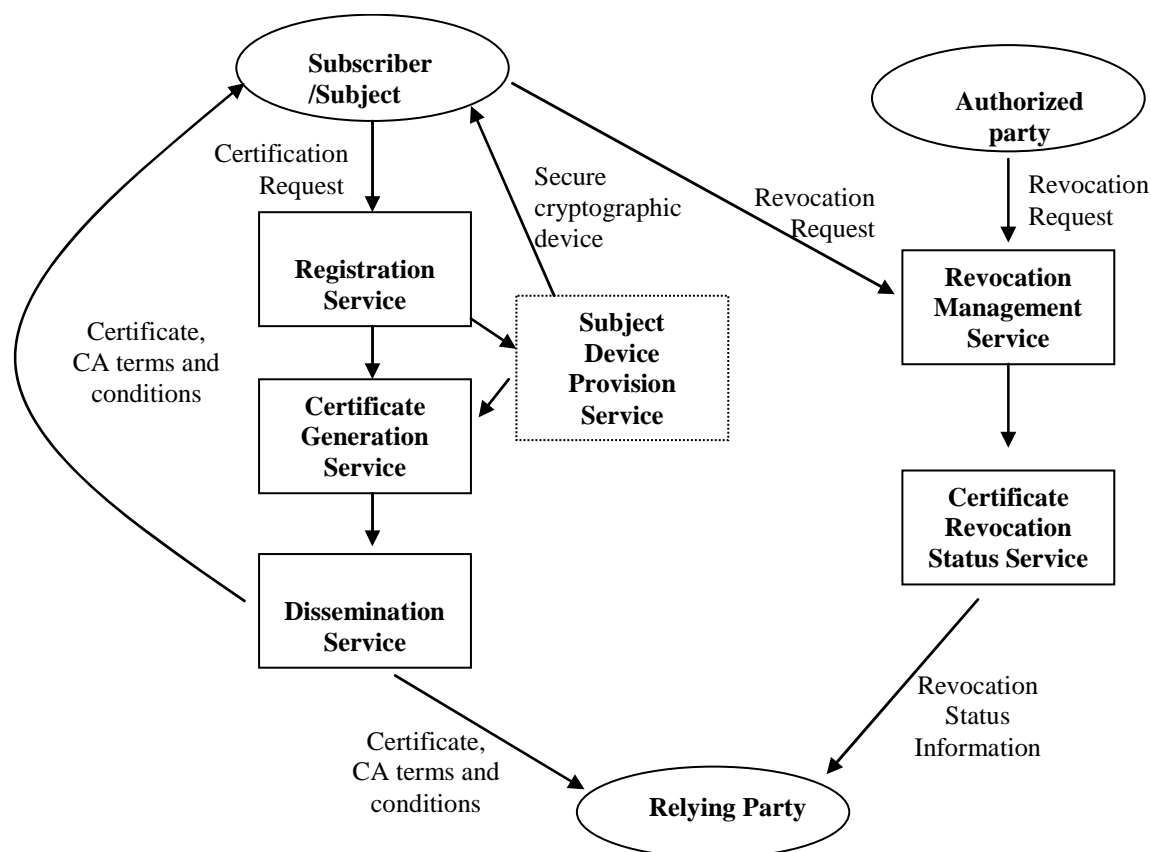 Subscriber
/Subject
Authorized
party
Certification
Request
Secure
cryptographic
device
Revocation
Request
Revocation
Request
Registration
Service
Revocation
Management
Service
Subject
Device
Provision
Service
Certificate,
CA terms and
conditions
Certificate
Generation
Service
Certificate
Revocation
Status Service
Dissemination
Service
Revocation
Status
Information
Certificate,
CA terms and
conditions
Relying Party